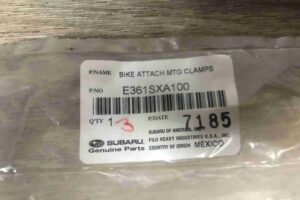 P/NAME BIKE ATTACH MTG CLAMPS
P/NO E361SXA100
Q'TY 1 3 P/DATE 7185
SUBARU OF AMERICA, INC.
SUBARU FUJI HEAVY INDUSTRIES U.S.A., INC.
Genuine Parts COUNTRY OF ORIGIN MEXICO